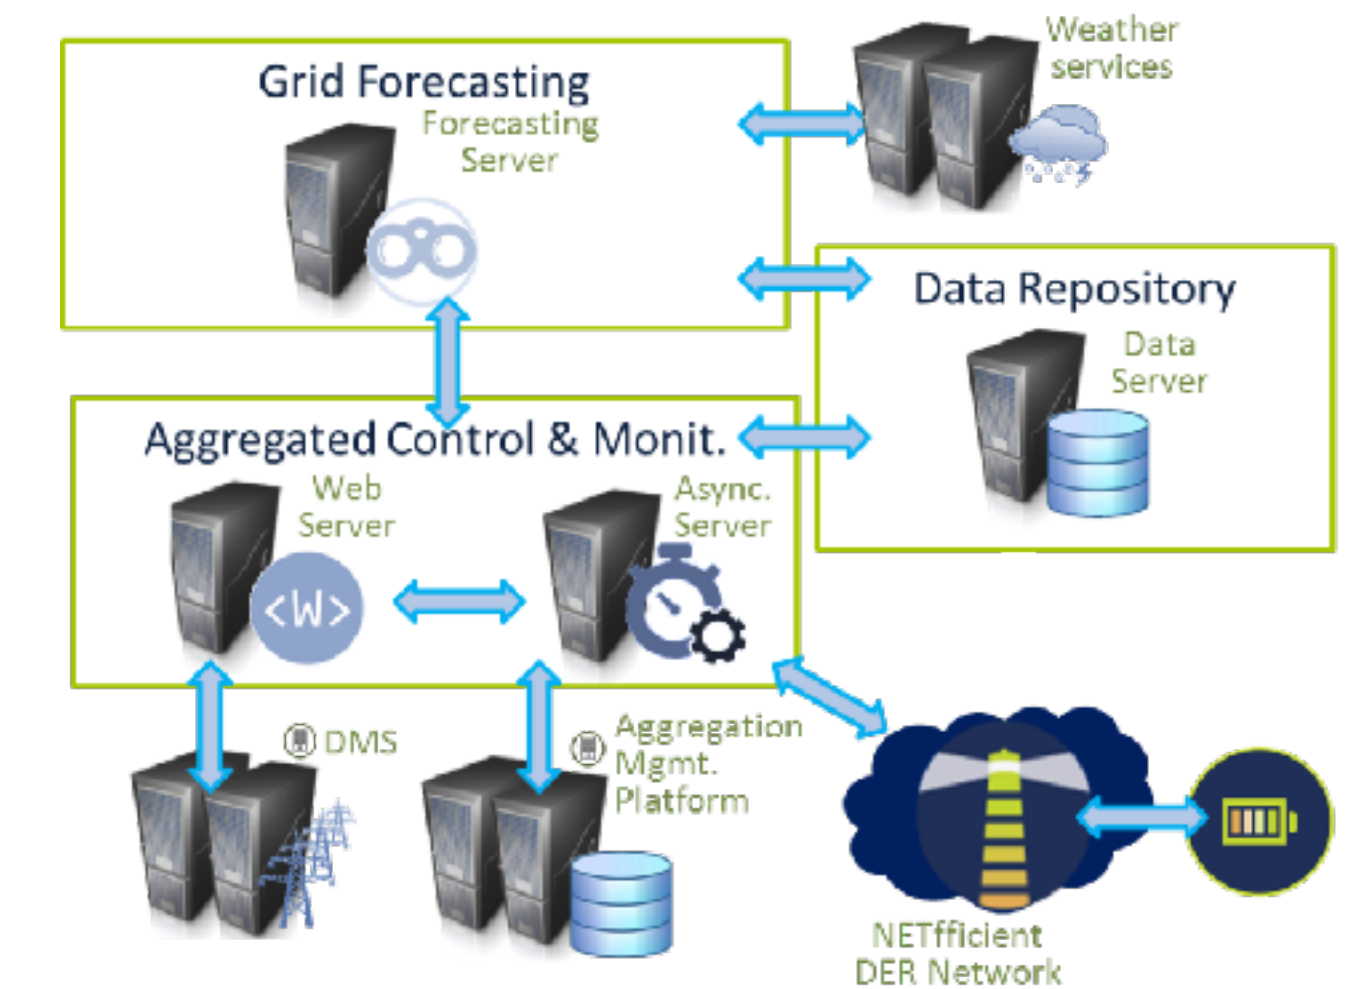 Weather
services
Grid Forecasting
Forecasting
Server
Data Repository
Data
Server
Aggregated Control & Monit.
Web
Server
<W>
Async.
Server
DMS
Aggregation
Mgmt.
Platform
NETfficient
DER Network